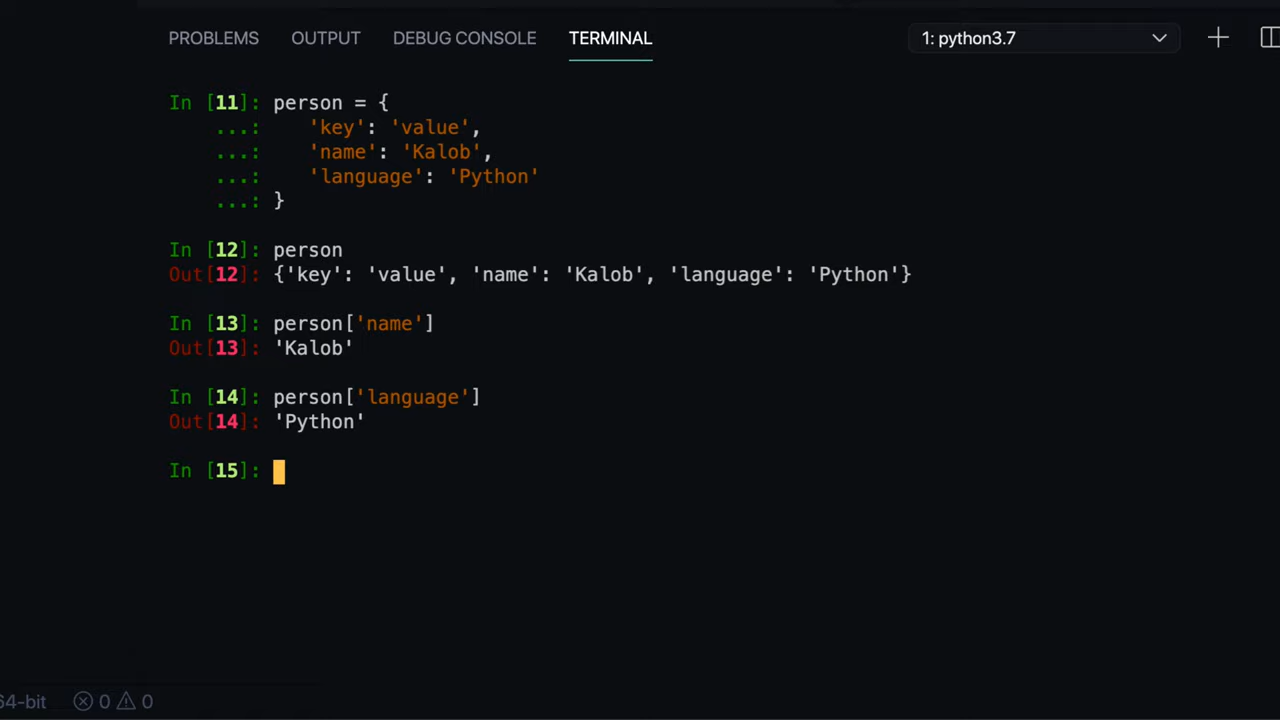 PROBLEMS OUTPUT DEBUG CONSOLE TERMINAL 1: python3.7
In [11]: person = {
...: 'key': 'value',
...: 'name': 'Kalob',
...: 'language': 'Python'
...: }
In [12]: person
Out[12]: {'key': 'value', 'name': 'Kalob', 'language': 'Python'}
In [13]: person['name']
Out[13]: 'Kalob'
In [14]: person['language']
Out[14]: 'Python'
In [15]:
64-bit 0 0